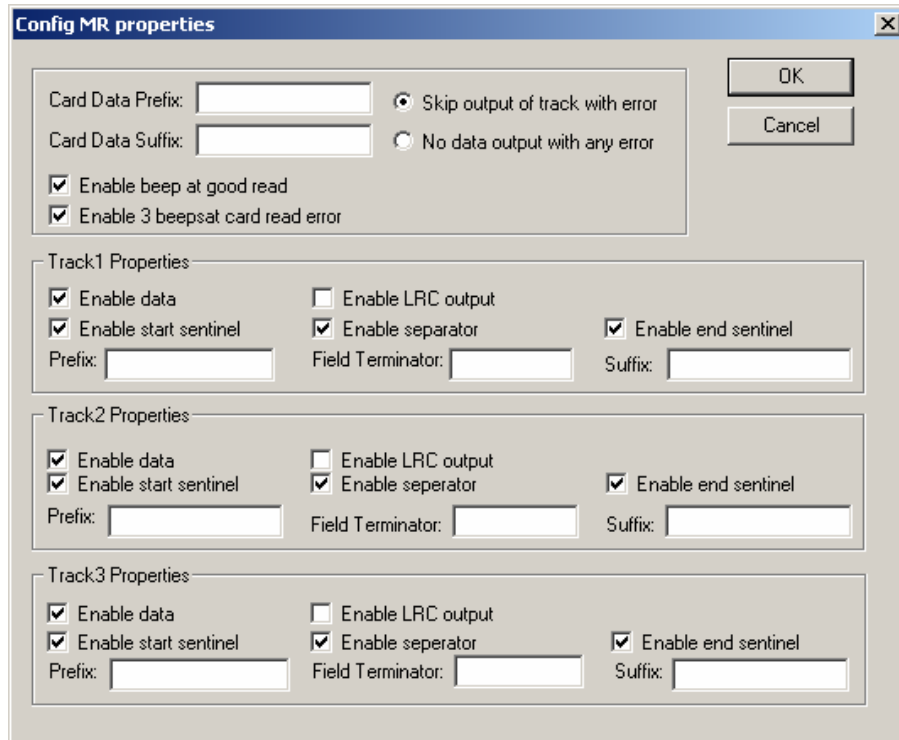 Config MR properties
Card Data Prefix:
Skip output of track with error
OK
Card Data Suffix:
No data output with any error
Cancel
Enable beep at good read
Enable 3 beepsat card read error
Track1 Properties
Enable data
Enable LRC output
Enable start sentinel
Enable separator
Enable end sentinel
Prefix:
Field Terminator:
Suffix:
Track2 Properties
Enable data
Enable LRC output
Enable start sentinel
Enable seperator
Enable end sentinel
Prefix:
Field Terminator:
Suffix:
Track3 Properties
Enable data
Enable LRC output
Enable start sentinel
Enable seperator
Enable end sentinel
Prefix:
Field Terminator:
Suffix: